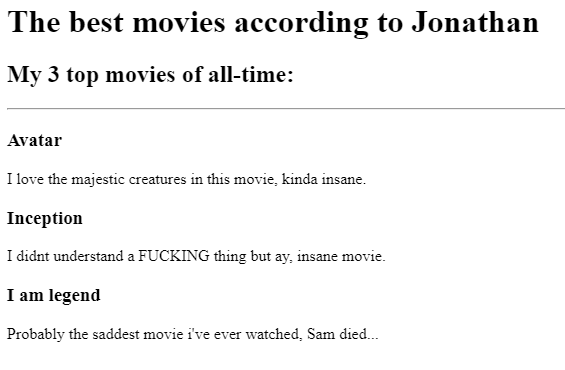 The best movies according to Jonathan
My 3 top movies of all-time:
Avatar
I love the majestic creatures in this movie, kinda insane.
Inception
I didnt understand a FUCKING thing but ay, insane movie.
I am legend
Probably the saddest movie i've ever watched, Sam died...